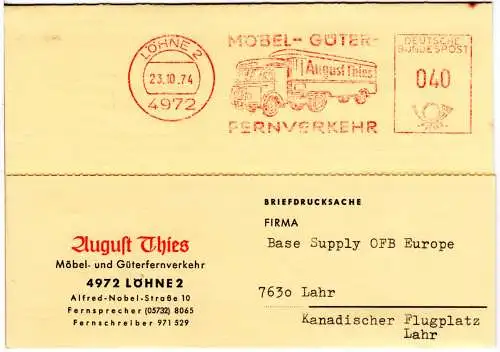 LÖHNE 2
23.10.74
4972
MÖBEL- GÜTER-
August Thies
FERNVERKEHR
DEUTSCHE
BUNDESPOST
040
August Thies
Möbel- und Güterfernverkehr
4972 LÖHNE 2
Alfred-Nobel-Straße 10
Fernsprecher (05732) 8065
Fernschreiber 971 529
BRIEFDRUCKSACHE
FIRMA
Base Supply OFB Europe
7630 Lahr
Kanadischer Flugplatz
Lahr